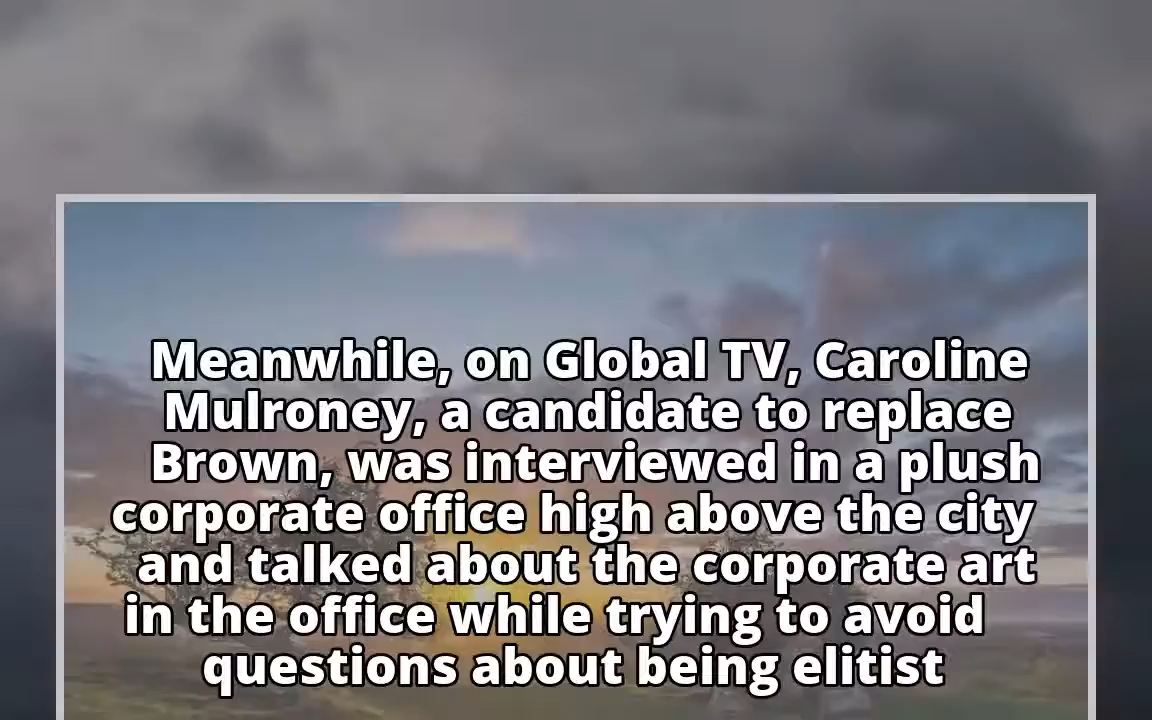 Meanwhile, on Global TV, Caroline
Mulroney, a candidate to replace
Brown, was interviewed in a plush
corporate office high above the city
and talked about the corporate art
in the office while trying to avoid
questions about being elitist